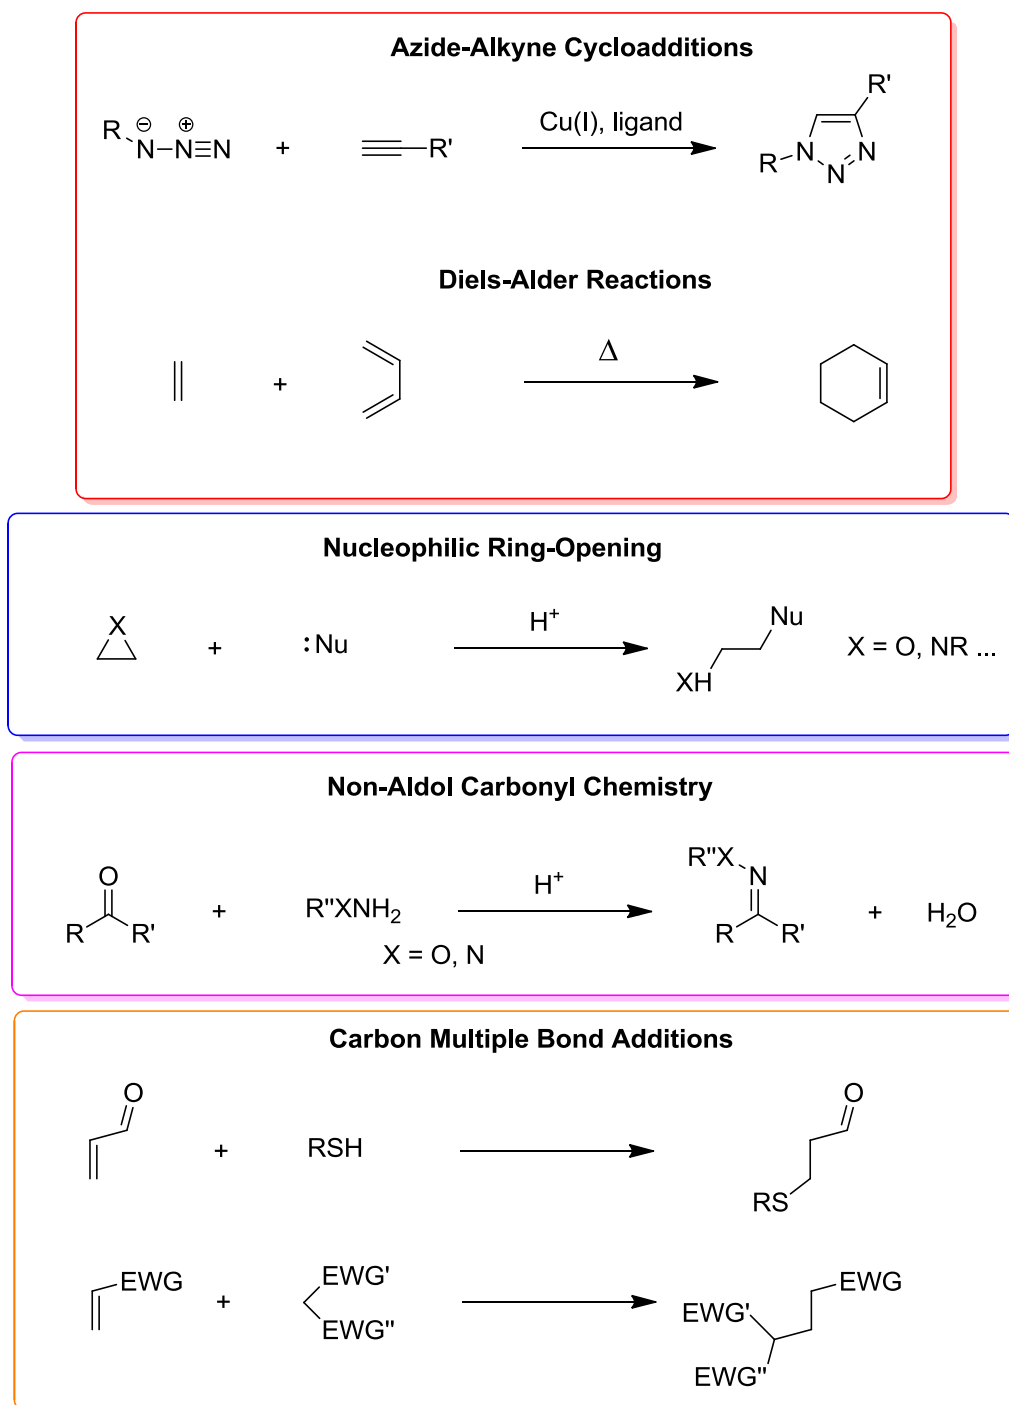 Azide-Alkyne Cycloadditions
R ⊖ ⊕ N N N + R' Cu(I), ligand R N N N R'
Diels-Alder Reactions
+ Δ
Nucleophilic Ring-Opening
X + :Nu H⁺ Nu XH X = O, NR ...
Non-Aldol Carbonyl Chemistry
O R R' + R"XNH₂ H⁺ R"X N R R' + H₂O
X = O, N
Carbon Multiple Bond Additions
O + RSH O RS
EWG + EWG' EWG" EWG EWG' EWG"